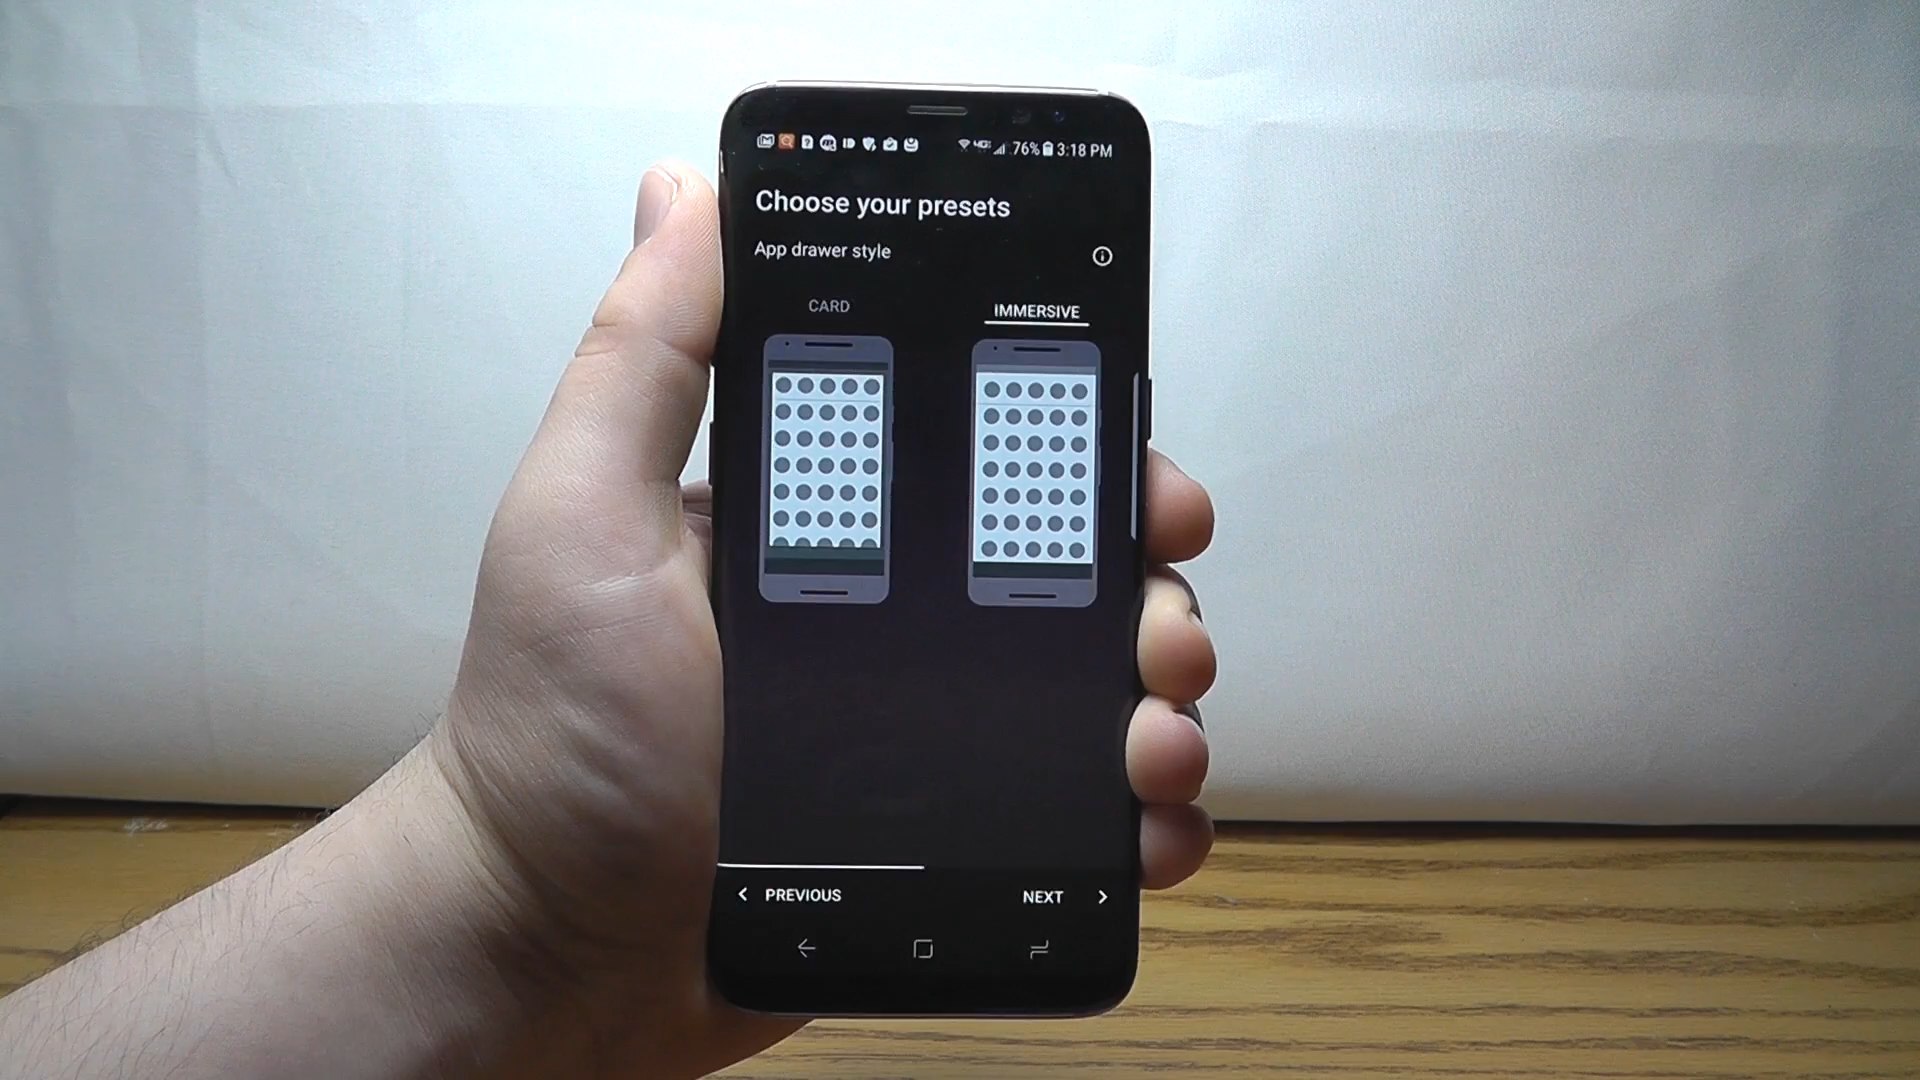 76% 3:18 PM
Choose your presets
App drawer style
CARD
IMMERSIVE
PREVIOUS
NEXT